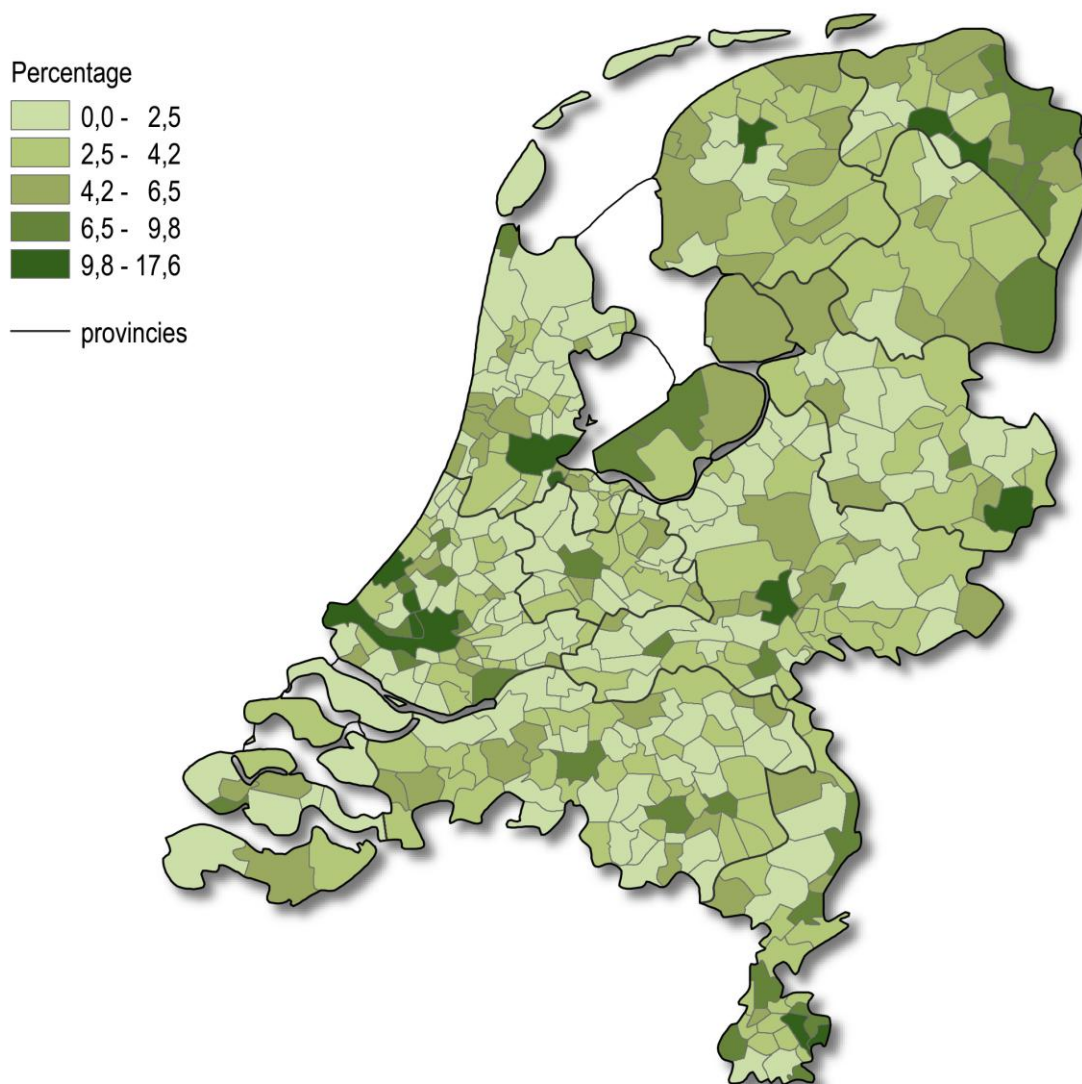 Percentage
0,0 - 2,5
2,5 - 4,2
4,2 - 6,5
6,5 - 9,8
9,8 - 17,6
provincies